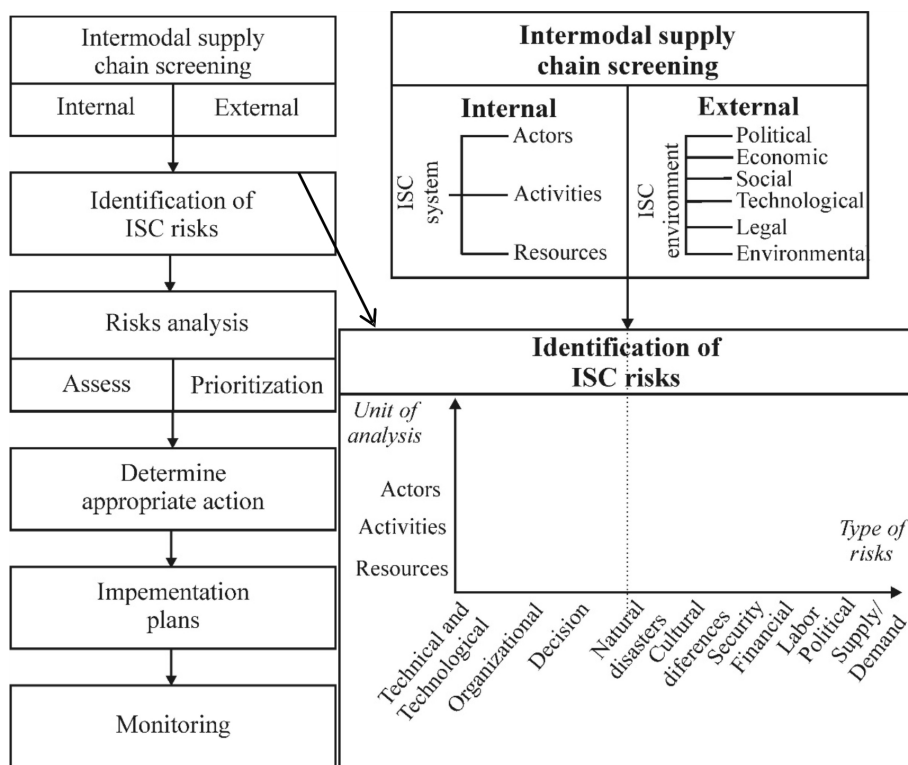 Intermodal supply
chain screening
Internal
External
Identification of
ISC risks
Risks analysis
Assess
Prioritization
Determine
appropriate action
Impementation
plans
Monitoring
Intermodal supply
chain screening
Internal
ISC
system
Actors
Activities
Resources
External
ISC
environment
Political
Economic
Social
Technological
Legal
Environmental
Identification of
ISC risks
Unit of
analysis
Actors
Activities
Resources
Type of
risks
Technical and
Technological
Organizational
Decision
Natural
disasters
Cultural
diferences
Security
Financial
Labor
Political
Supply/
Demand